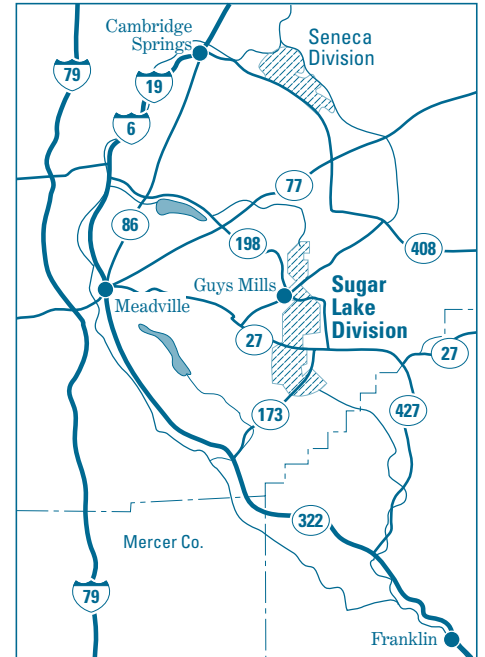 Cambridge
Springs
Seneca
Division
79
19
6
77
86
198
408
Guys Mills
Sugar
Lake
Division
Meadville
27
27
173
427
322
Mercer Co.
79
Franklin